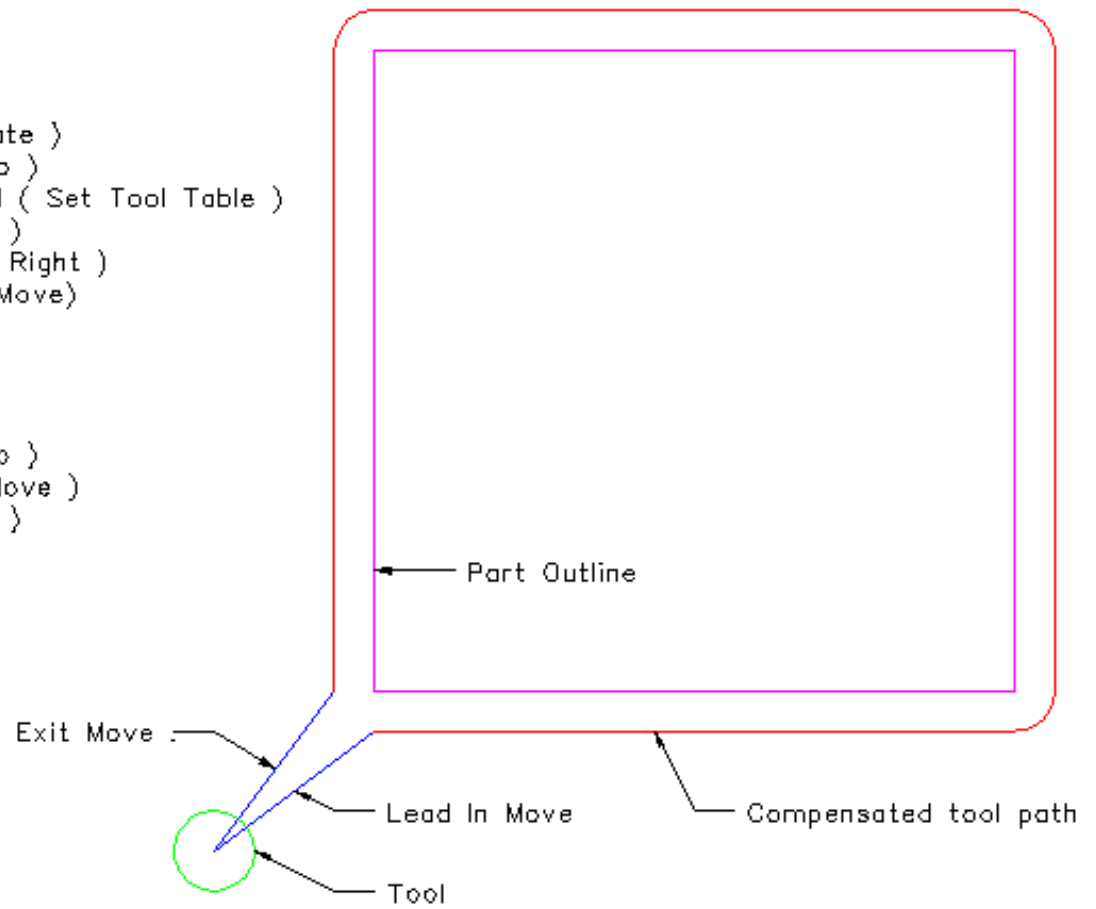 ate )
p )
( Set Tool Table )
)
Right )
Move)
p )
Move )
)
Part Outline
Exit Move
Lead In Move
Compensated tool path
Tool